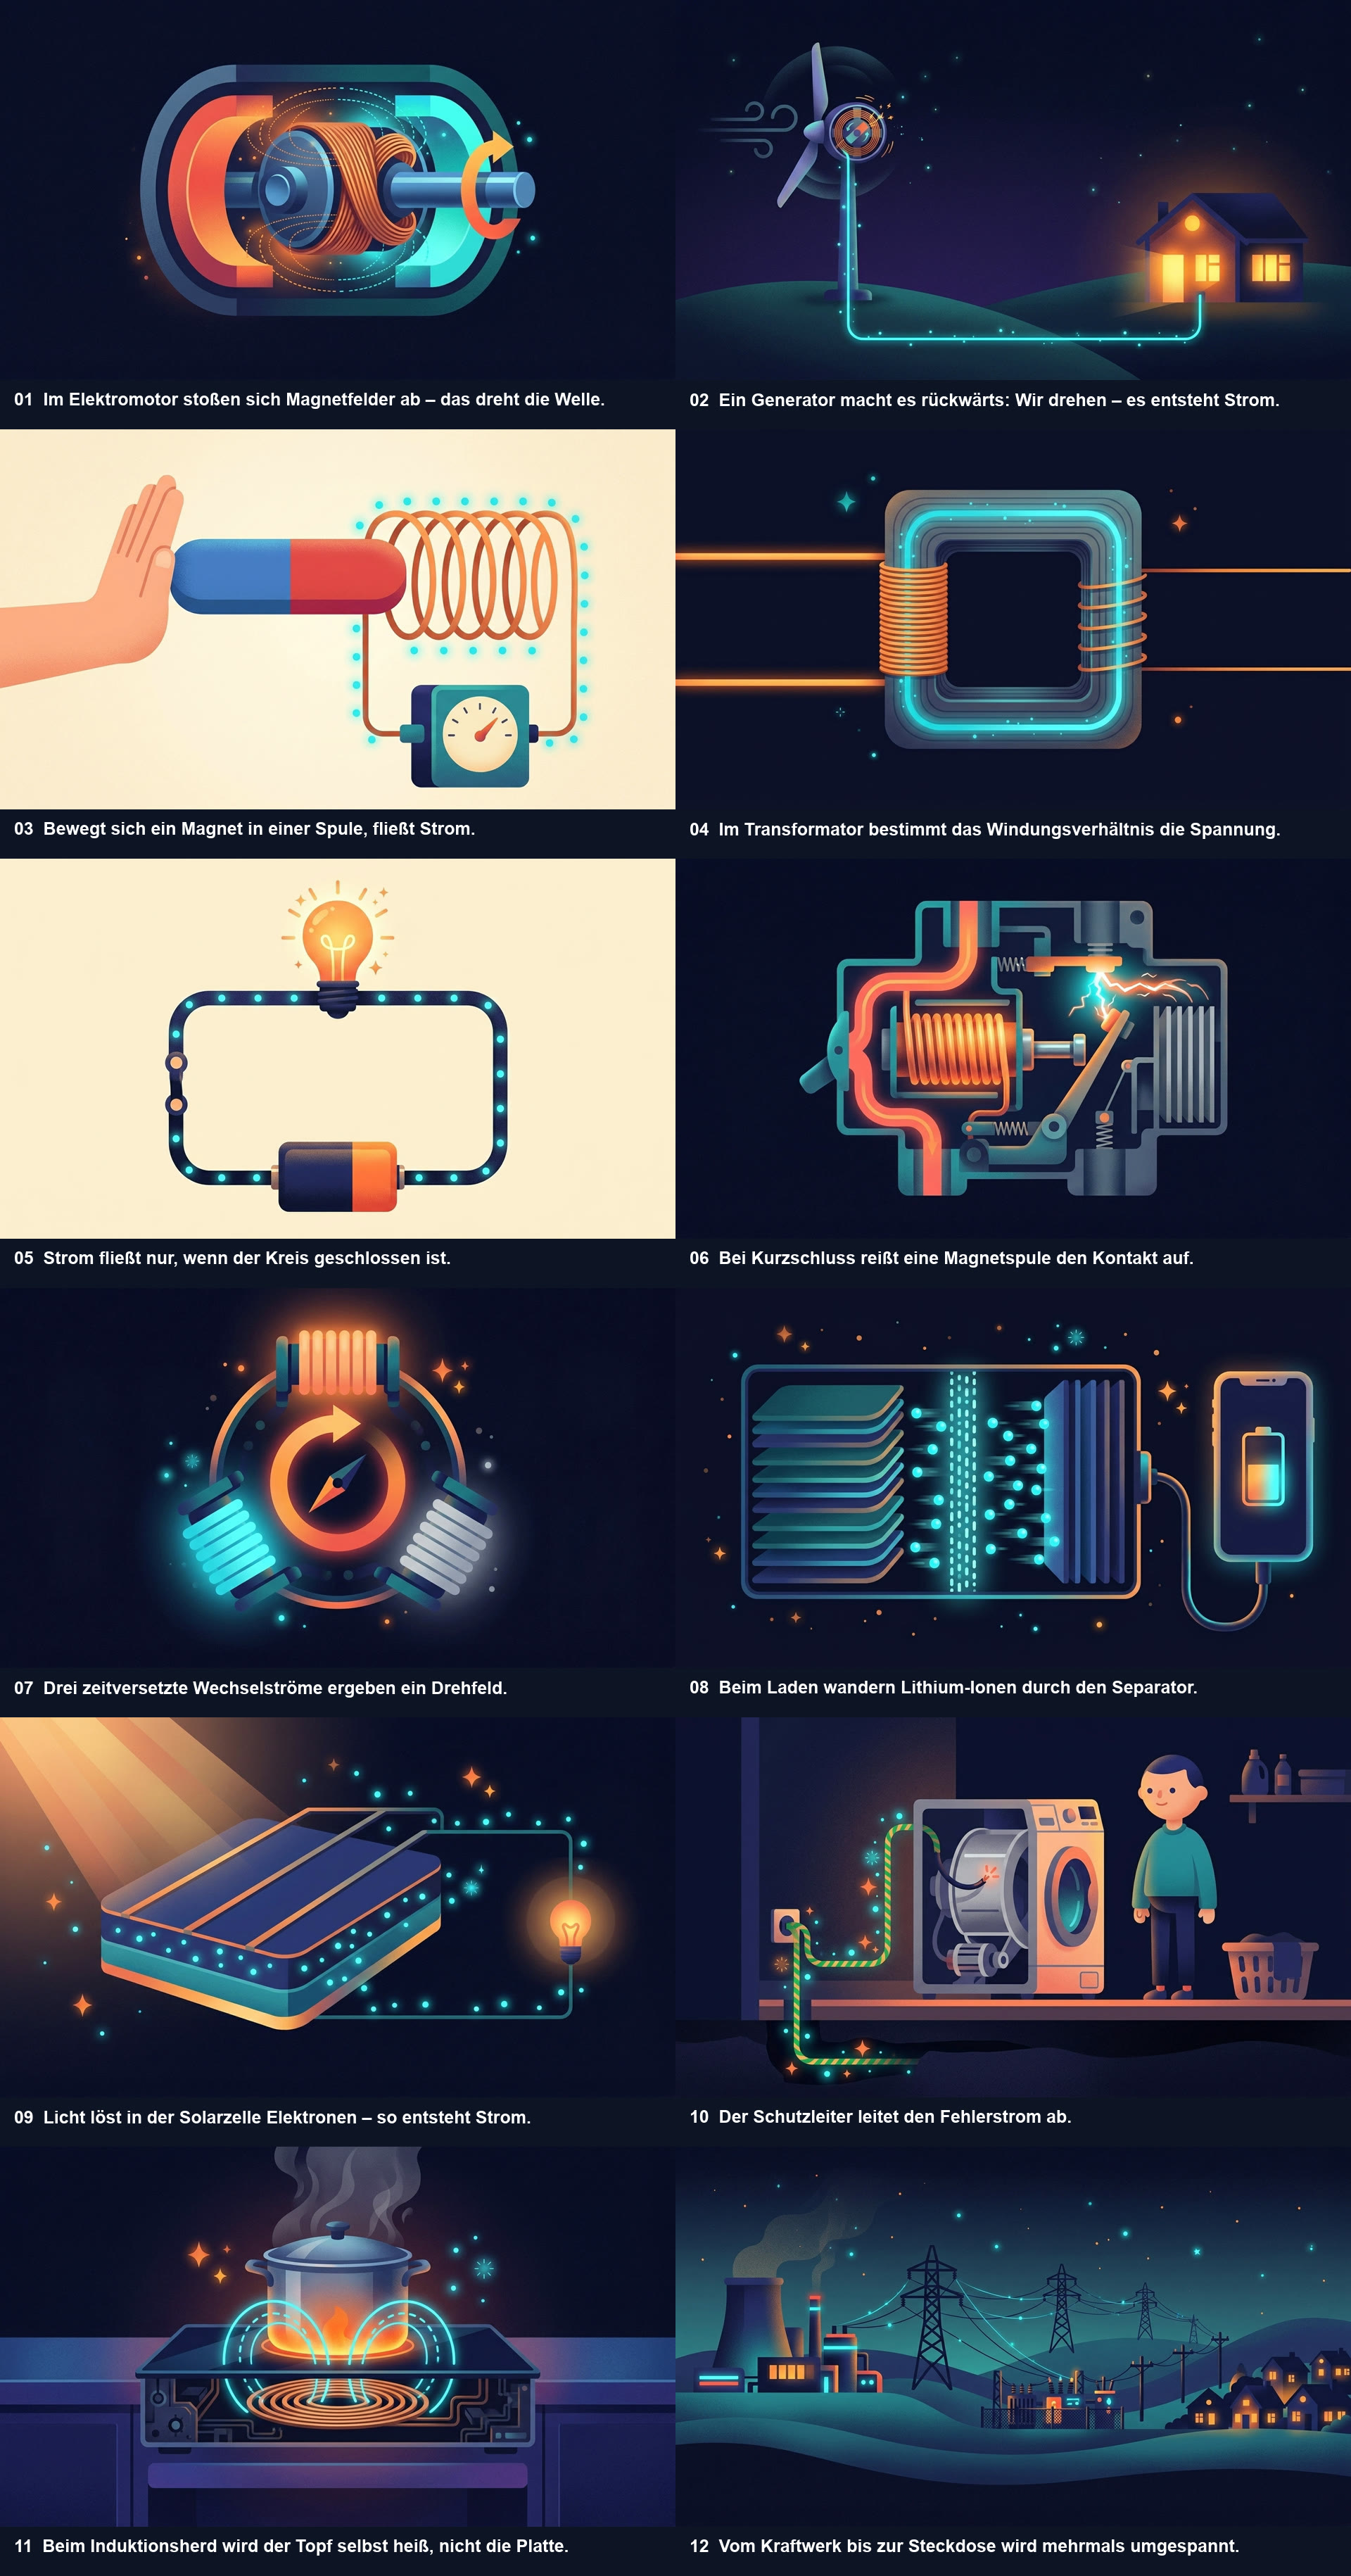 01 Im Elektromotor stoßen sich Magnetfelder ab – das dreht die Welle.
02 Ein Generator macht es rückwärts: Wir drehen – es entsteht Strom.
03 Bewegt sich ein Magnet in einer Spule, fließt Strom.
04 Im Transformator bestimmt das Windungsverhältnis die Spannung.
05 Strom fließt nur, wenn der Kreis geschlossen ist.
06 Bei Kurzschluss reißt eine Magnetspule den Kontakt auf.
07 Drei zeitversetzte Wechselströme ergeben ein Drehfeld.
08 Beim Laden wandern Lithium-Ionen durch den Separator.
09 Licht löst in der Solarzelle Elektronen – so entsteht Strom.
10 Der Schutzleiter leitet den Fehlerstrom ab.
11 Beim Induktionsherd wird der Topf selbst heiß, nicht die Platte.
12 Vom Kraftwerk bis zur Steckdose wird mehrmals umgespannt.